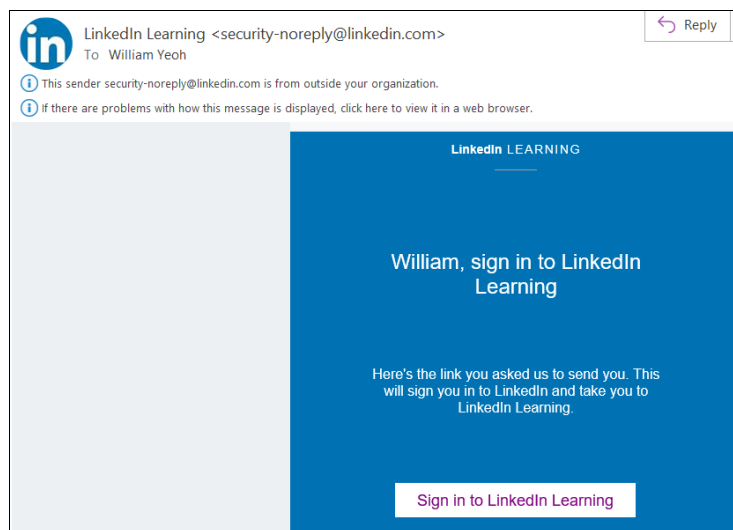 in
LinkedIn Learning <security-noreply@linkedin.com>
Reply
To William Yeoh
i This sender security-noreply@linkedin.com is from outside your organization.
i If there are problems with how this message is displayed, click here to view it in a web browser.
LinkedIn LEARNING
William, sign in to LinkedIn
Learning
Here's the link you asked us to send you. This
will sign you in to LinkedIn and take you to
LinkedIn Learning.
Sign in to LinkedIn Learning